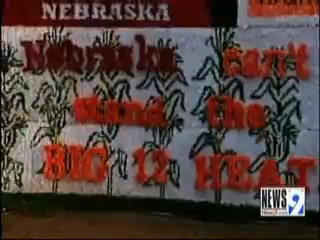 NEBRASKA
Nebraska can't
stand the
BIG 12 HEAT
NEWS 9